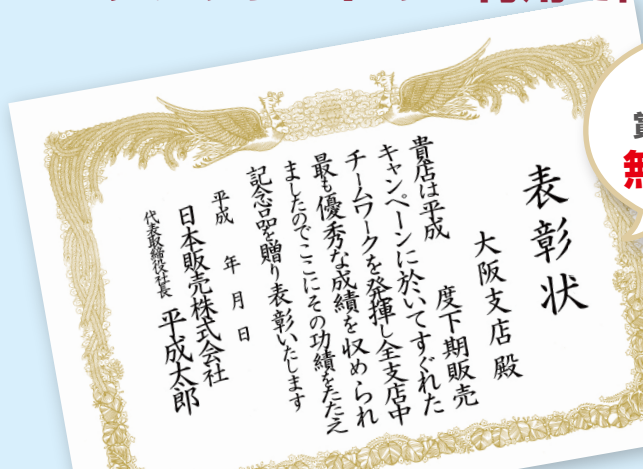 表彰状
大阪支店殿
貴店は平成　　度下期販売
キャンペーンに於いてすぐれた
チームワークを発揮し全支店中
最も優秀な成績を収められ
ましたのでここにその功績をたたえ
記念品を贈り表彰いたします
平成　年　月　日
日本販売株式会社
代表取締役社長　平成太郎